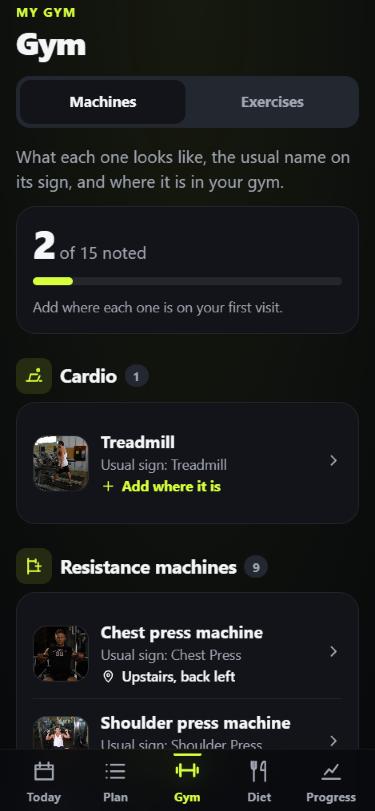 MY GYM
Gym
Machines
Exercises
What each one looks like, the usual name on
its sign, and where it is in your gym.
2 of 15 noted
Add where each one is on your first visit.
Cardio 1
Treadmill
Usual sign: Treadmill
+ Add where it is
Resistance machines 9
Chest press machine
Usual sign: Chest Press
Upstairs, back left
Shoulder press machine
Usual sign: Shoulder Press
Today
Plan
Gym
Diet
Progress